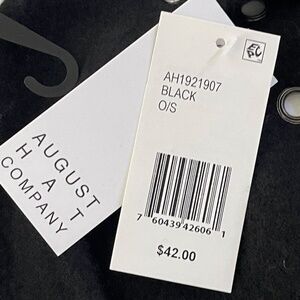 AUGUST
HAT
COMPANY
AH1921907
BLACK
O/S
7 60439 42606 1
$42.00